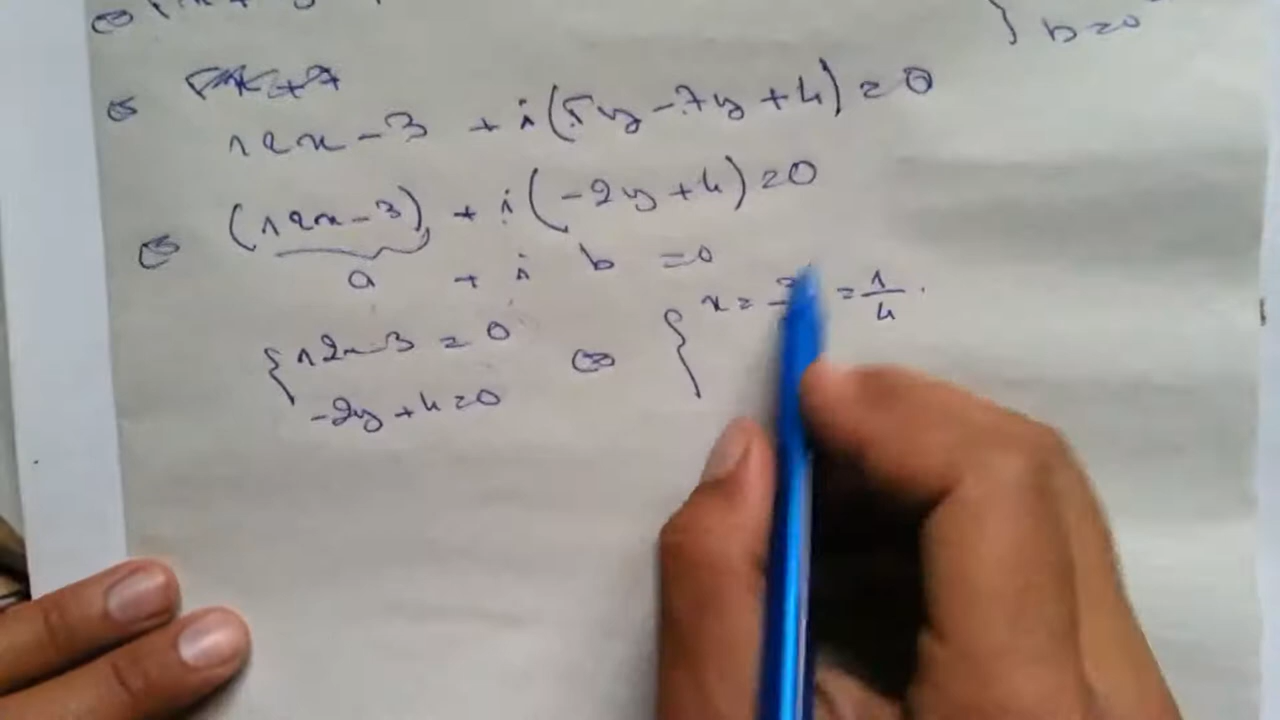 b=0
⇔
12x-3 + i(5y-7y+4)=0
⇔ (12x-3) + i(-2y+4)=0
a + i b =0
{ 12x-3 = 0 ⇔ { x= = 1/4 .
-2y+4=0